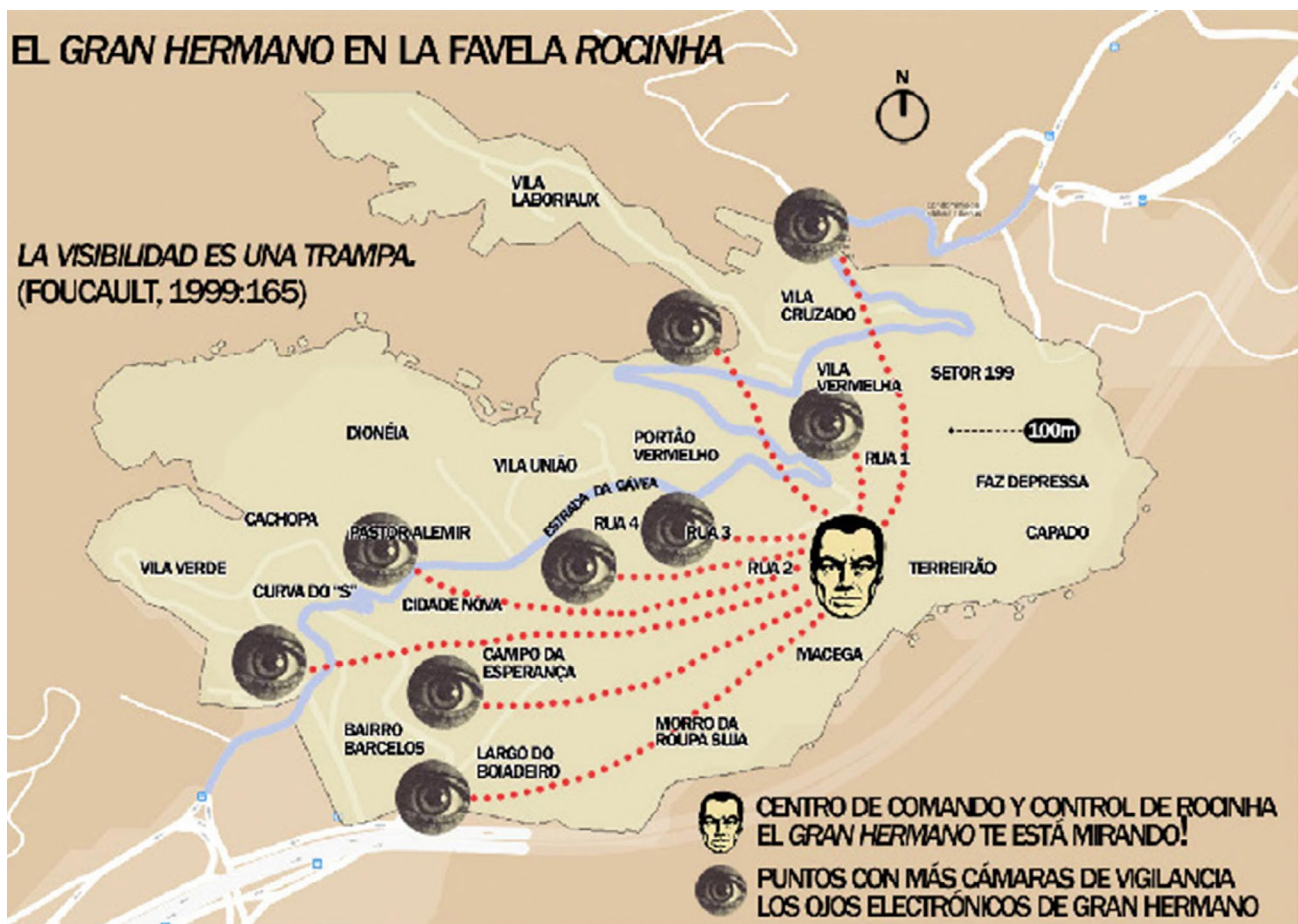 EL GRAN HERMANO EN LA FAVELA ROCINHA
N
VILA
LABORIAUX
LA VISIBILIDAD ES UNA TRAMPA.
(FOUCAULT, 1999:165)
VILA
CRUZADO
VILA
VERMELHA
SETOR 199
100m
DIONÉIA
PORTÃO
VERMELHO
VILA UNIÃO
RUA 1
FAZ DEPRESSA
ESTRADA DA GÁVEA
CACHOPA
PASTOR ALEMIR
RUA 4
RUA 3
CAPADO
VILA VERDE
RUA 2
TERREIRÃO
CURVA DO "S"
CIDADE NOVA
CAMPO DA
ESPERANÇA
MACEGA
BAIRRO
BARCELOS
MORRO DA
ROUPA SUJA
LARGO DO
BOIADEIRO
CENTRO DE COMANDO Y CONTROL DE ROCINHA
EL GRAN HERMANO TE ESTÁ MIRANDO!
PUNTOS CON MÁS CÁMARAS DE VIGILANCIA
LOS OJOS ELECTRÓNICOS DE GRAN HERMANO